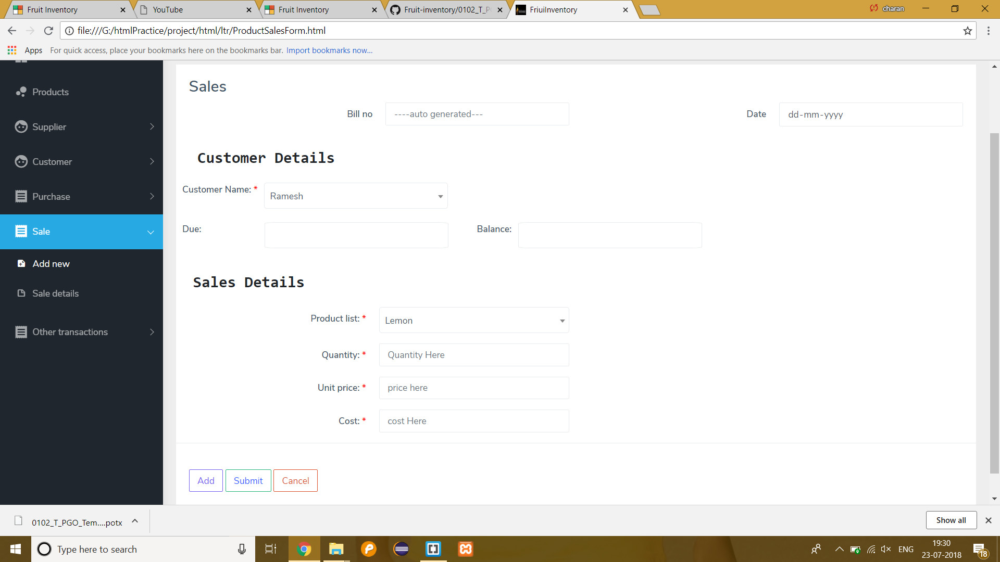 Fruit Inventory
YouTube
Fruit Inventory
Fruit-inventory/0102_T_P
FriuiInventory
charan
file:///G:/htmlPractice/project/html/ltr/ProductSalesForm.html
Apps For quick access, place your bookmarks here on the bookmarks bar. Import bookmarks now...
Products
Supplier
Customer
Purchase
Sale
Add new
Sale details
Other transactions
Sales
Bill no ----auto generated--- Date dd-mm-yyyy
Customer Details
Customer Name: * Ramesh
Due: Balance:
Sales Details
Product list: * Lemon
Quantity: * Quantity Here
Unit price: * price here
Cost: * cost Here
Add Submit Cancel
0102_T_PGO_Tem....potx
Show all
Type here to search
ENG
19:30
23-07-2018
18